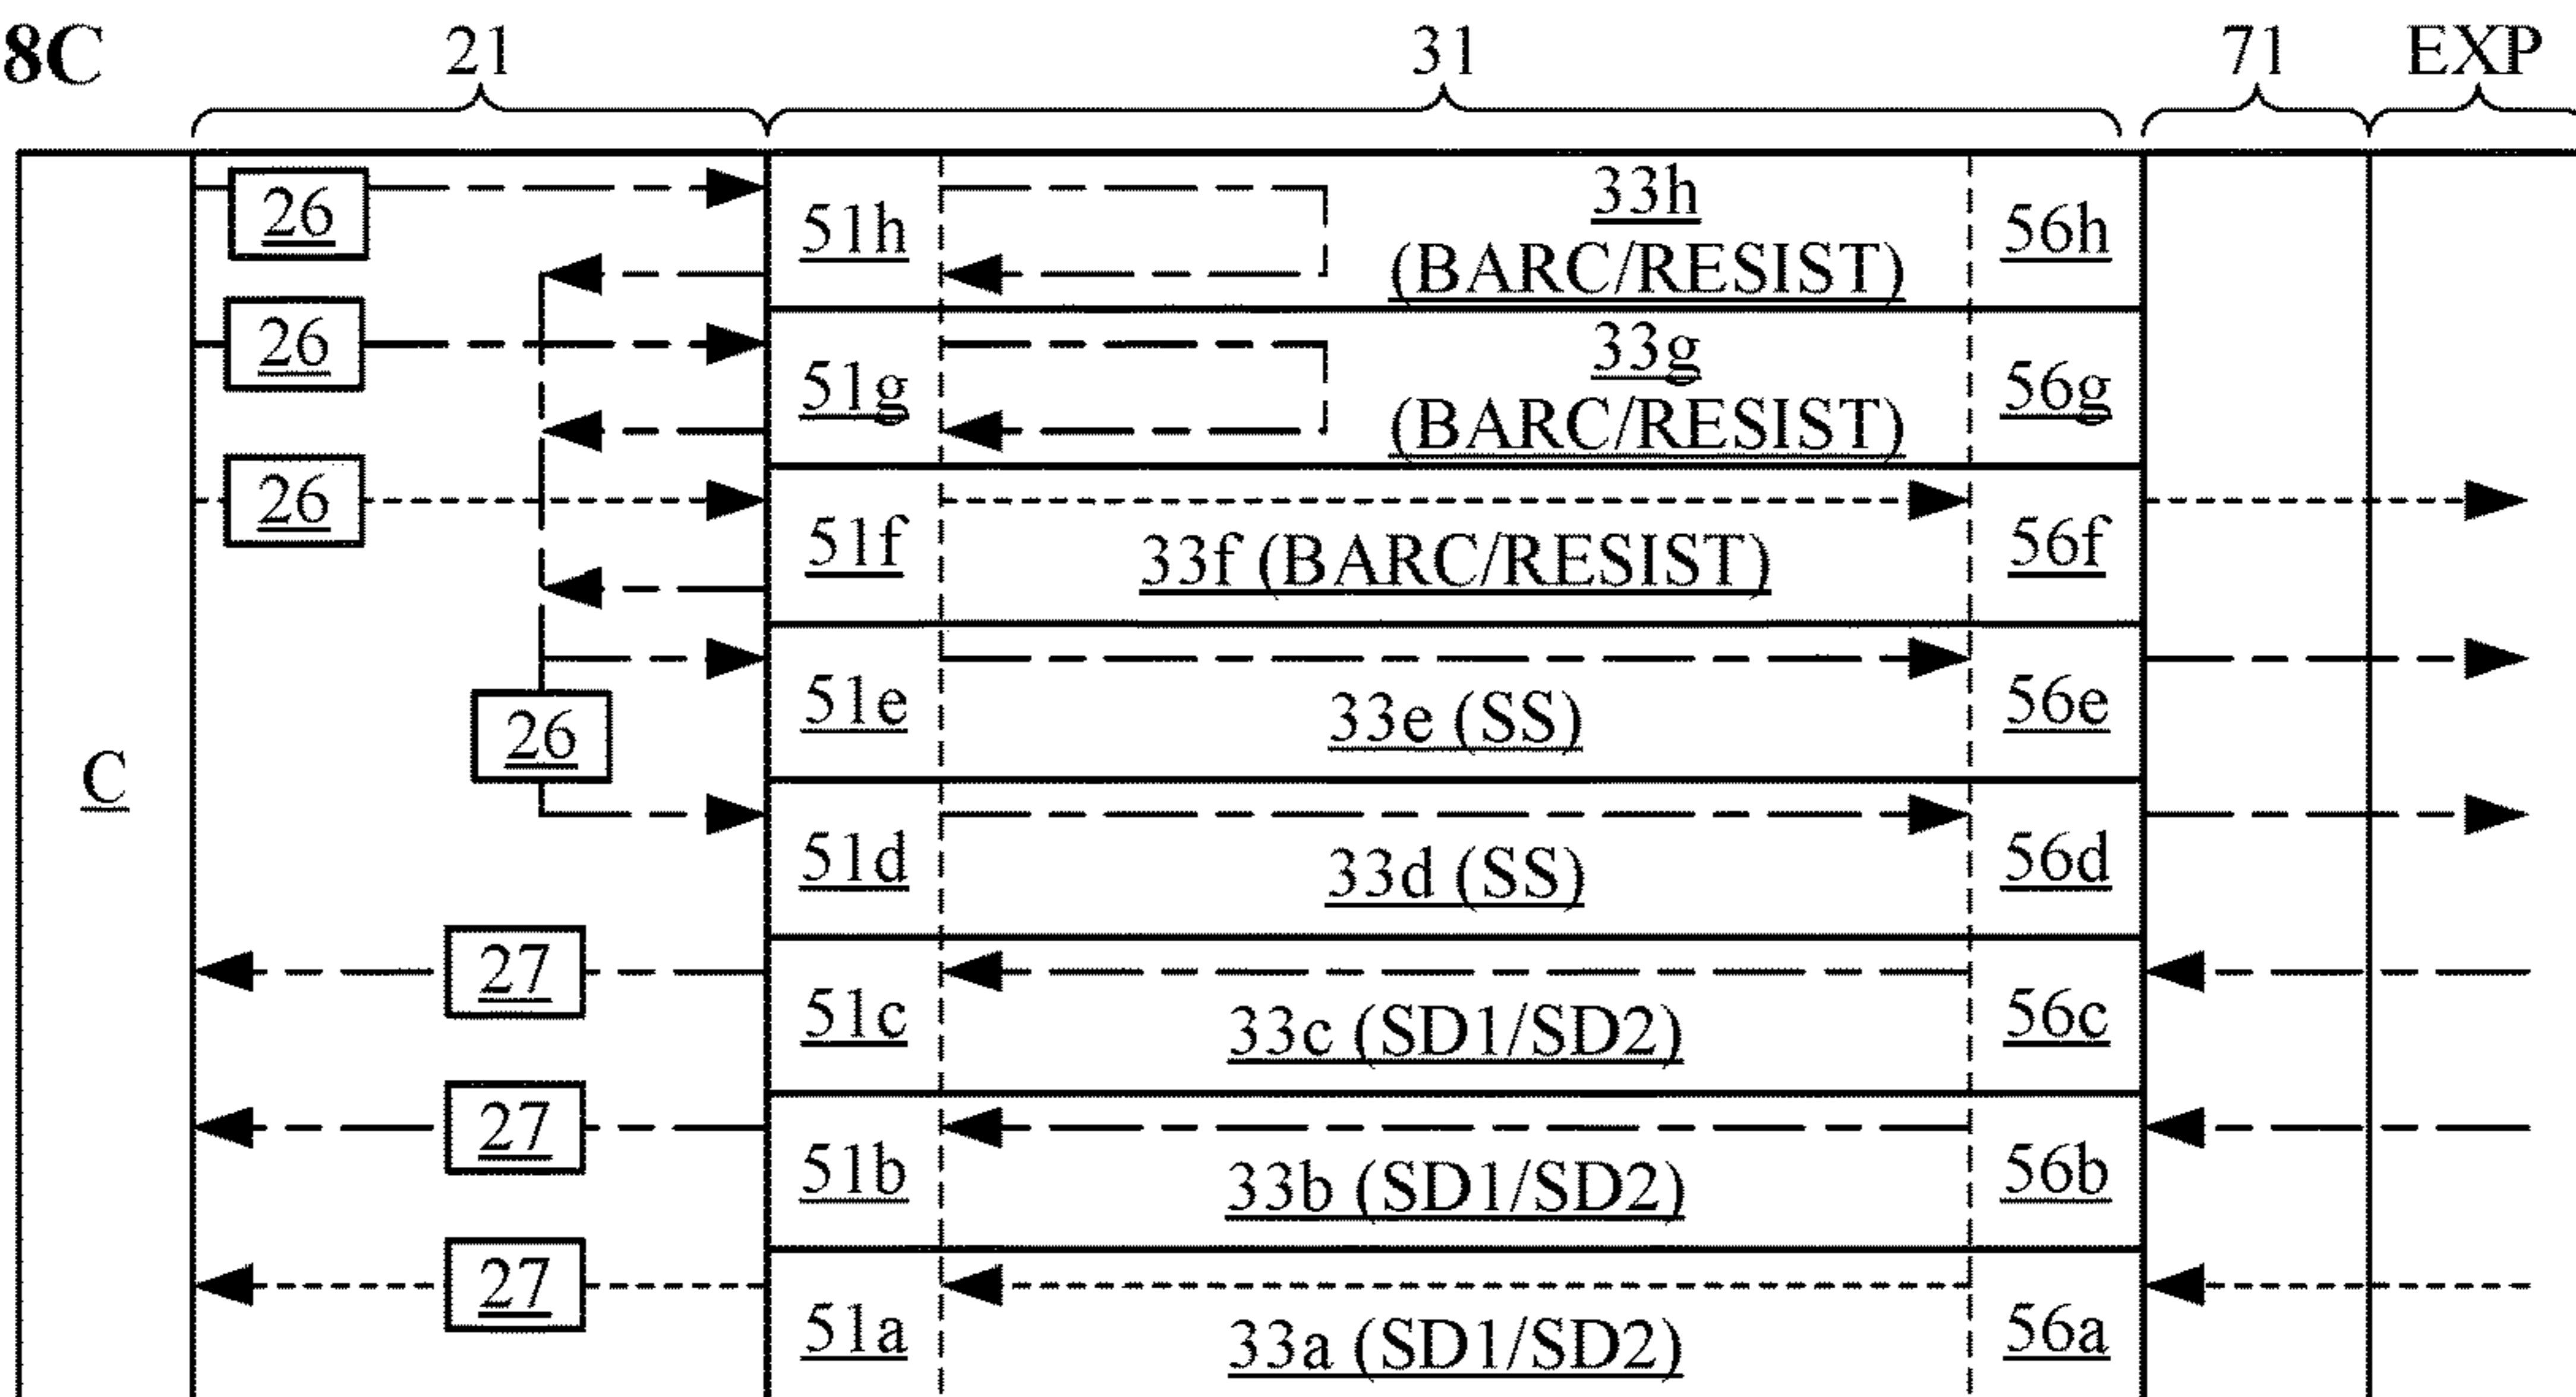 8C
21 31 71 EXP
26 51h 33h 56h
(BARC/RESIST)
26 51g 33g 56g
(BARC/RESIST)
26 51f 33f (BARC/RESIST) 56f
51e 33e (SS) 56e
26
C
51d 33d (SS) 56d
27 51c 33c (SD1/SD2) 56c
27 51b 33b (SD1/SD2) 56b
27 51a 33a (SD1/SD2) 56a